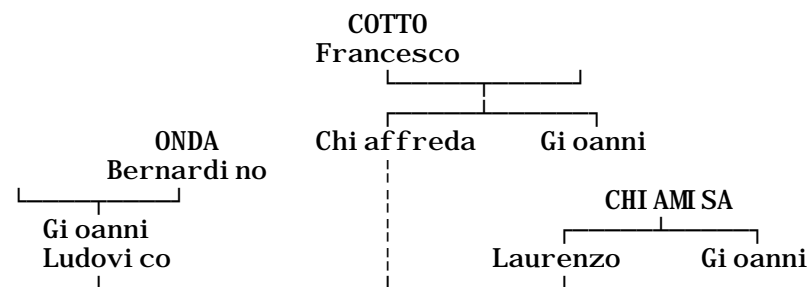 COTTO
Francesco
ONDA Chiaffreda Gioanni
Bernardino
CHIAMISA
Gioanni
Ludovico Laurenzo Gioanni